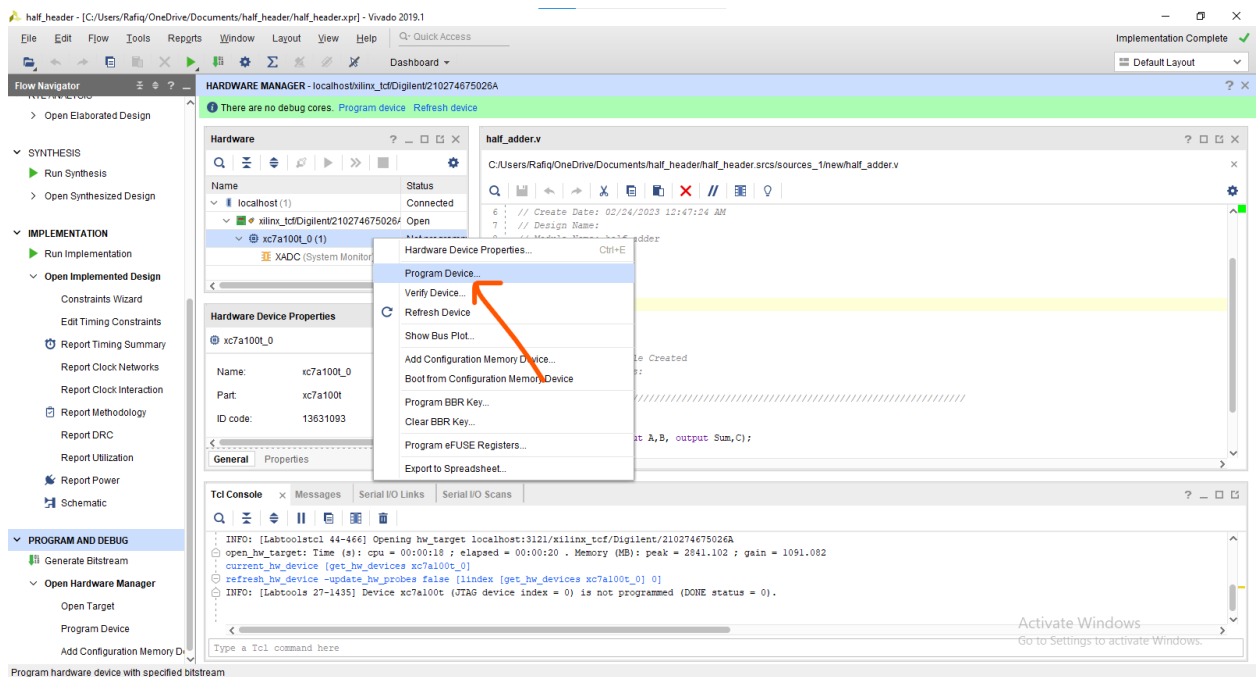 half_header - [C:/Users/Rafiq/OneDrive/Documents/half_header/half_header.xpr] - Vivado 2019.1
File Edit Flow Tools Reports Window Layout View Help Quick Access
Implementation Complete
Dashboard
Default Layout
Flow Navigator
HARDWARE MANAGER - localhost/xilinx_tcf/Digilent/210274675026A
There are no debug cores. Program device Refresh device
Open Elaborated Design
SYNTHESIS
Run Synthesis
Open Synthesized Design
IMPLEMENTATION
Run Implementation
Open Implemented Design
Constraints Wizard
Edit Timing Constraints
Report Timing Summary
Report Clock Networks
Report Clock Interaction
Report Methodology
Report DRC
Report Utilization
Report Power
Schematic
PROGRAM AND DEBUG
Generate Bitstream
Open Hardware Manager
Open Target
Program Device
Add Configuration Memory D
Hardware
Name Status
localhost (1) Connected
xilinx_tcf/Digilent/210274675026A Open
xc7a100t_0 (1)
XADC (System Monitor)
Hardware Device Properties
xc7a100t_0
Name: xc7a100t_0
Part: xc7a100t
ID code: 13631093
General Properties
Hardware Device Properties... Ctrl+E
Program Device...
Verify Device...
Refresh Device
Show Bus Plot...
Add Configuration Memory Device...
Boot from Configuration Memory Device
Program BBR Key...
Clear BBR Key...
Program eFUSE Registers...
Export to Spreadsheet...
half_adder.v
C:/Users/Rafiq/OneDrive/Documents/half_header/half_header.srcs/sources_1/new/half_adder.v
6 // Create Date: 02/24/2023 12:47:24 AM
7 // Design Name:
adder
le Created
s:
////////////////////////////////////////////////////////////
A,B, output Sum,C);
Tcl Console Messages Serial I/O Links Serial I/O Scans
INFO: [Labtoolstcl 44-466] Opening hw_target localhost:3121/xilinx_tcf/Digilent/210274675026A
open_hw_target: Time (s): cpu = 00:00:18 ; elapsed = 00:00:20 . Memory (MB): peak = 2841.102 ; gain = 1091.082
current_hw_device [get_hw_devices xc7a100t_0]
refresh_hw_device -update_hw_probes false [lindex [get_hw_devices xc7a100t_0] 0]
INFO: [Labtools 27-1435] Device xc7a100t (JTAG device index = 0) is not programmed (DONE status = 0).
Type a Tcl command here
Activate Windows
Go to Settings to activate Windows.
Program hardware device with specified bitstream